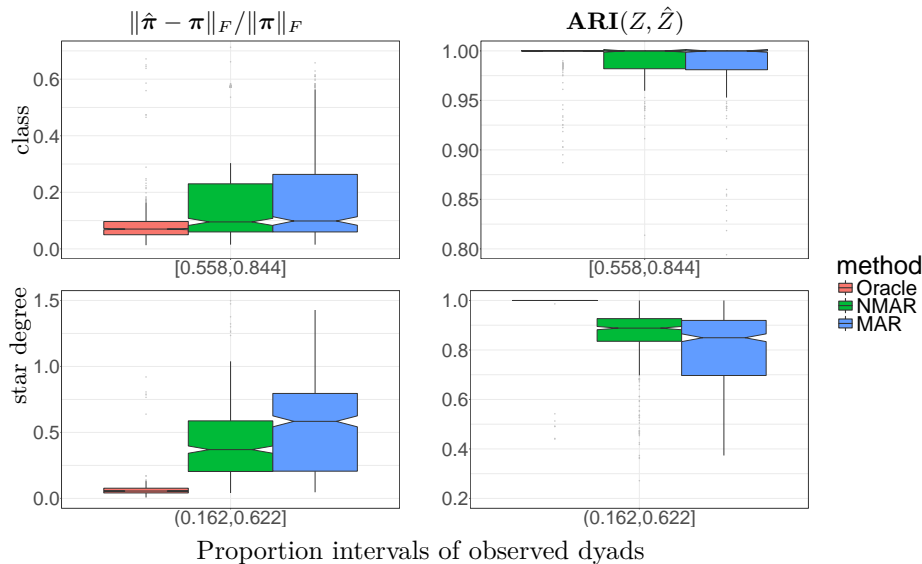 ‖π̂ − π‖F/‖π‖F
ARI(Z, Ẑ)
class
0.6
0.4
0.2
0.0
[0.558,0.844]
1.00
0.95
0.90
0.85
0.80
[0.558,0.844]
star degree
1.5
1.0
0.5
0.0
(0.162,0.622]
1.0
0.8
0.6
0.4
0.2
(0.162,0.622]
method
Oracle
NMAR
MAR
Proportion intervals of observed dyads